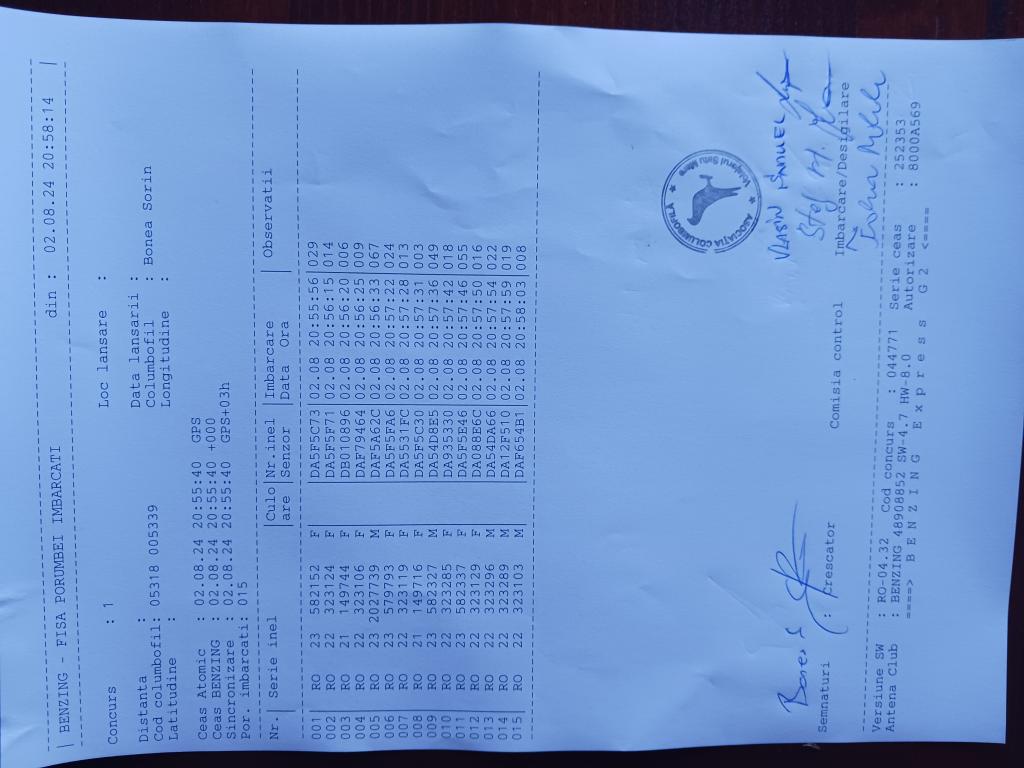 | BENZING - FISA PORUMBEI IMBARCATI din : 02.08.24 20:58:14 |
Concurs : 1 Loc lansare :
Distanta : Data lansarii :
Cod columbofil: 05318 005339 Columbofil : Bonea Sorin
Latitudine : Longitudine :
Ceas Atomic : 02.08.24 20:55:40 GPS
Ceas BENZING : 02.08.24 20:55:40 +000
Sincronizare : 02.08.24 20:55:40 GPS+03h
Por. imbarcati: 015
Nr.| Serie inel |Culo|Nr.inel |Imbarcare | Observatii
|are |Senzor |Data Ora |
001| RO 23 582152 F |DA5F5C73|02.08 20:55:56|029
002| RO 22 323124 F |DA5F5F71|02.08 20:56:15|014
003| RO 21 149744 F |DB010896|02.08 20:56:20|006
004| RO 22 323106 F |DAF79464|02.08 20:56:25|009
005| RO 23 2027739 M |DAF5A62C|02.08 20:56:33|067
006| RO 23 579793 F |DA5F5FA6|02.08 20:57:22|024
007| RO 22 323119 F |DA5531FC|02.08 20:57:28|013
008| RO 21 149716 F |DA5F5C30|02.08 20:57:31|003
009| RO 23 582327 M |DA54D8E5|02.08 20:57:36|049
010| RO 22 323285 F |DA935330|02.08 20:57:42|018
011| RO 23 582337 F |DA5F5E46|02.08 20:57:46|055
012| RO 22 323129 F |DAC88E6C|02.08 20:57:50|016
013| RO 22 323296 M |DA54DA66|02.08 20:57:54|022
014| RO 22 323289 M |DA12F510|02.08 20:57:59|019
015| RO 22 323103 M |DAF654B1|02.08 20:58:03|008
ASOCIATIA COLUMBOFILA
Voiajorul Satu Mare
VLASIN MANUEL
Semnaturi : crescator Comisia control Imbarcare/Desigilare
Versiune SW : RO-04.32 Cod concurs : 044771 Serie ceas : 252353
Antena Club : BENZING 48908852 SW-4.7 HW-8.0 Autorizare : 8000A569
====> B E N Z I N G E x p r e s s G 2 <====